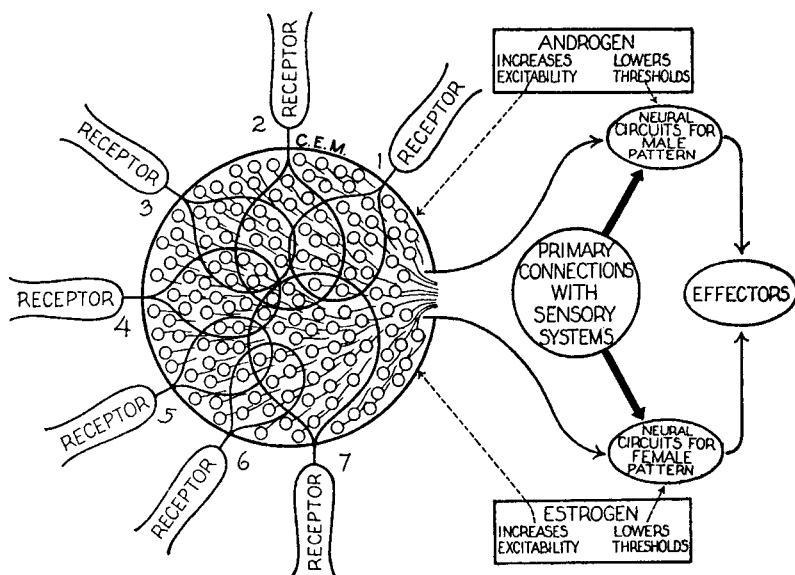 RECEPTOR
1
RECEPTOR
2
C.E.M.
RECEPTOR
3
RECEPTOR
4
RECEPTOR
5
RECEPTOR
6
RECEPTOR
7
ANDROGEN
INCREASES LOWERS
EXCITABILITY THRESHOLDS
NEURAL
CIRCUITS FOR
MALE
PATTERN
PRIMARY
CONNECTIONS
WITH
SENSORY
SYSTEMS
EFFECTORS
NEURAL
CIRCUITS FOR
FEMALE
PATTERN
ESTROGEN
INCREASES LOWERS
EXCITABILITY THRESHOLDS